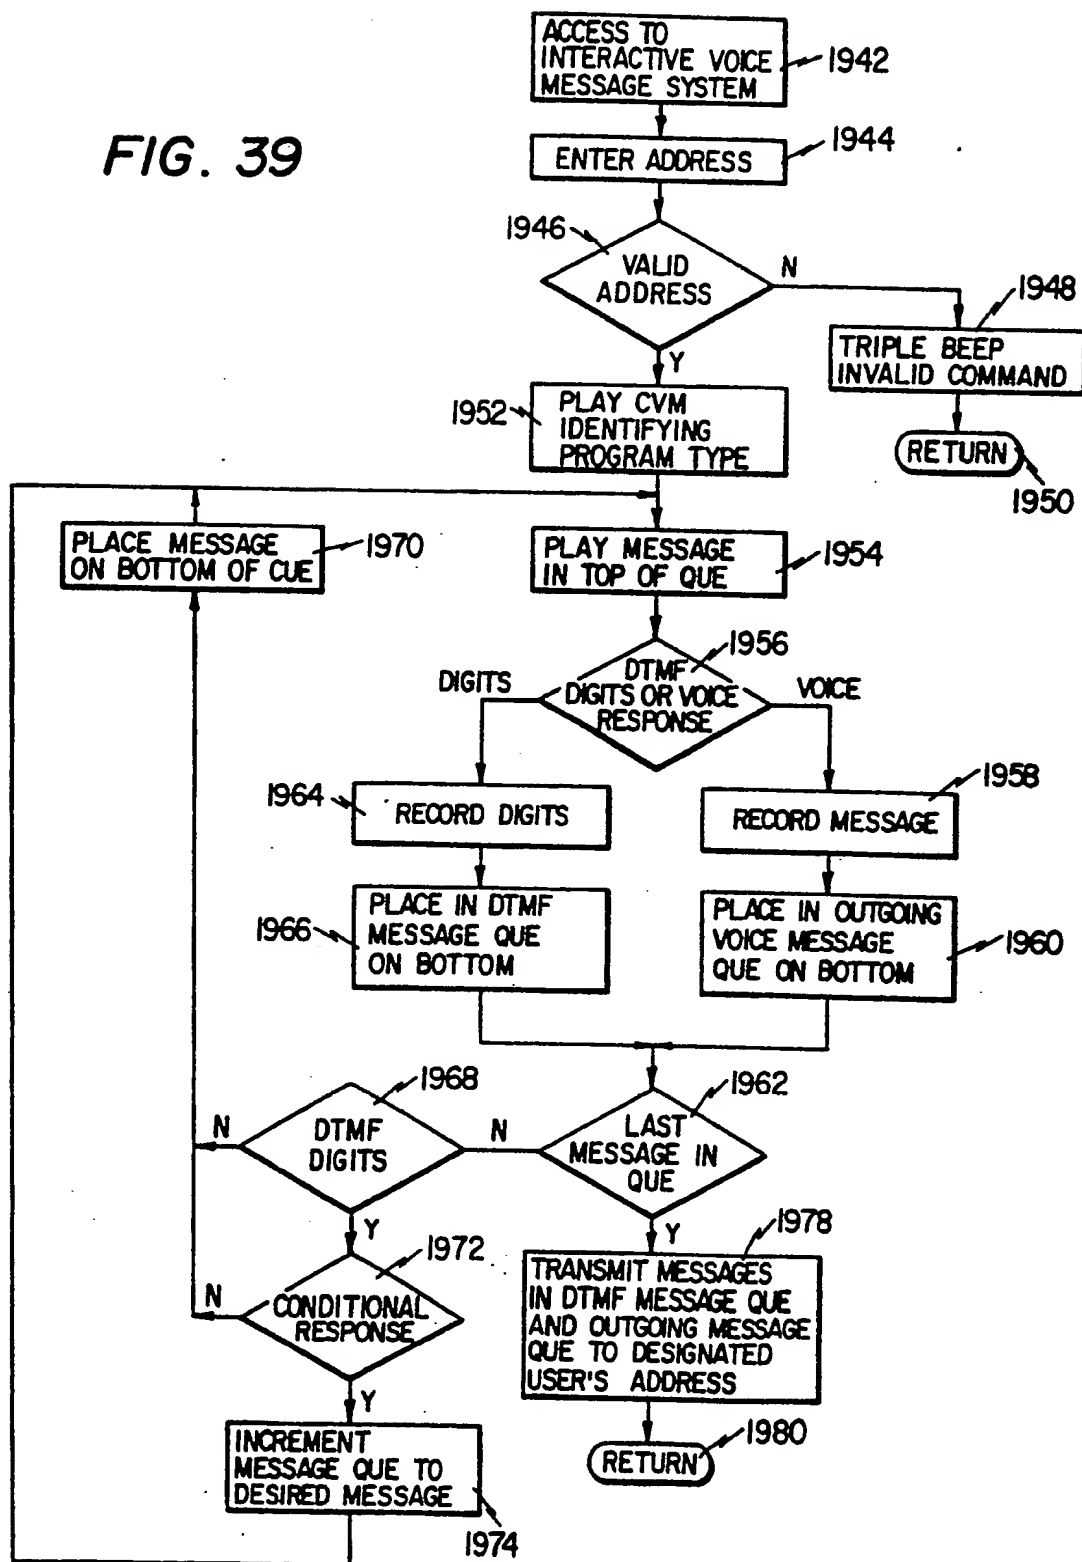 FIG. 39
ACCESS TO
INTERACTIVE VOICE
MESSAGE SYSTEM
1942
ENTER ADDRESS
1944
1946
VALID
ADDRESS
N
Y
1948
TRIPLE BEEP
INVALID COMMAND
RETURN
1950
1952
PLAY CVM
IDENTIFYING
PROGRAM TYPE
PLACE MESSAGE
ON BOTTOM OF CUE
1970
PLAY MESSAGE
IN TOP OF QUE
1954
1956
DTMF
DIGITS OR VOICE
RESPONSE
DIGITS
VOICE
1964
RECORD DIGITS
1958
RECORD MESSAGE
1966
PLACE IN DTMF
MESSAGE QUE
ON BOTTOM
PLACE IN OUTGOING
VOICE MESSAGE
QUE ON BOTTOM
1960
1968
DTMF
DIGITS
N
Y
N
1962
LAST
MESSAGE IN
QUE
Y
1972
CONDITIONAL
RESPONSE
N
Y
1978
TRANSMIT MESSAGES
IN DTMF MESSAGE QUE
AND OUTGOING MESSAGE
QUE TO DESIGNATED
USER'S ADDRESS
INCREMENT
MESSAGE QUE TO
DESIRED MESSAGE
1974
RETURN
1980